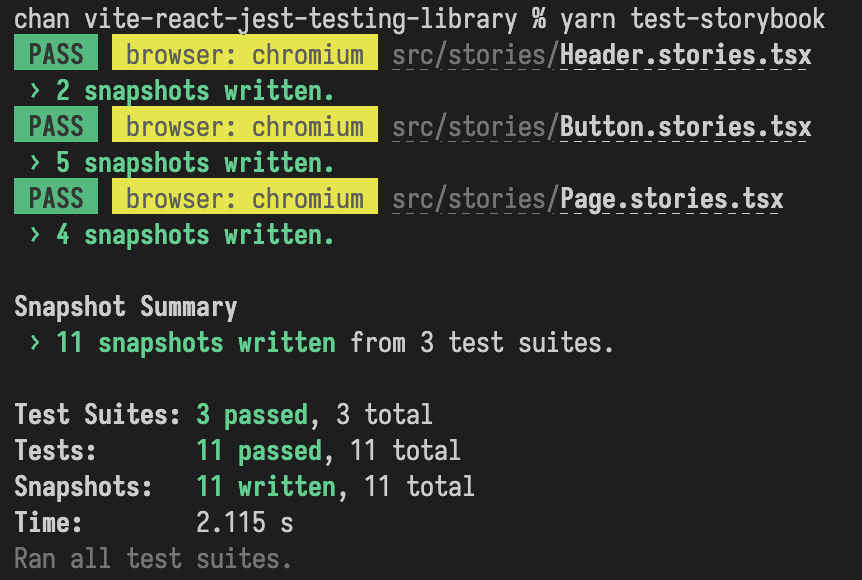 chan vite-react-jest-testing-library % yarn test-storybook
PASS browser: chromium src/stories/Header.stories.tsx
› 2 snapshots written.
PASS browser: chromium src/stories/Button.stories.tsx
› 5 snapshots written.
PASS browser: chromium src/stories/Page.stories.tsx
› 4 snapshots written.
Snapshot Summary
› 11 snapshots written from 3 test suites.
Test Suites: 3 passed, 3 total
Tests: 11 passed, 11 total
Snapshots: 11 written, 11 total
Time: 2.115 s
Ran all test suites.